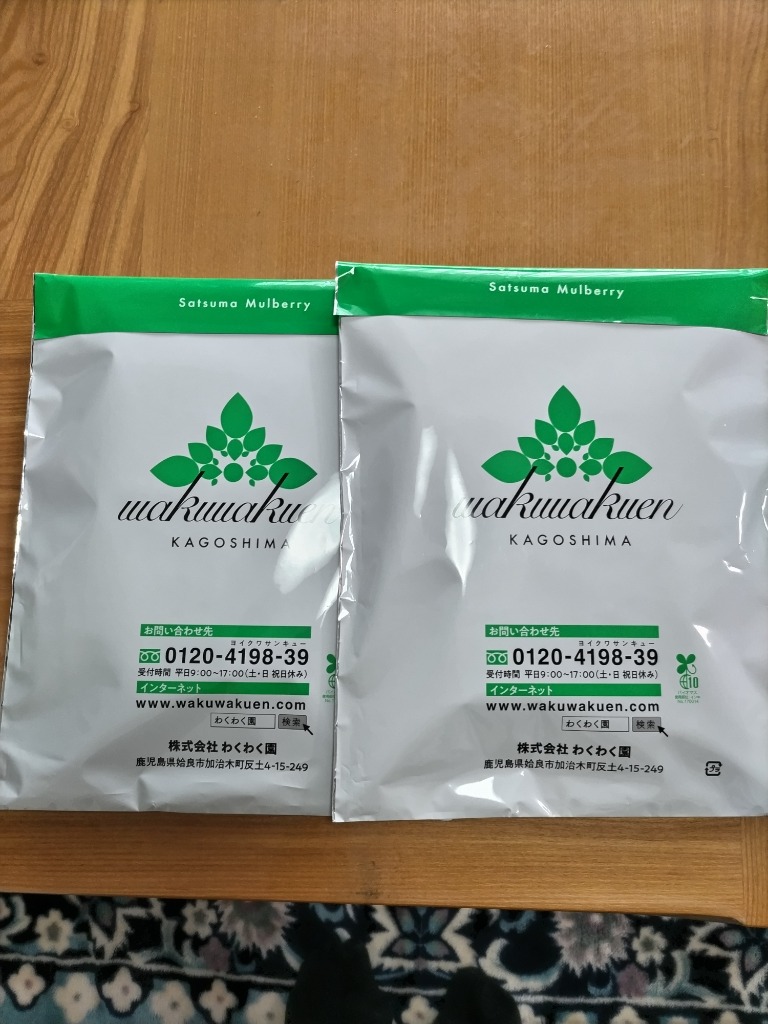 Satsuma Mulberry
wakuwakuen
KAGOSHIMA
お問い合わせ先
ヨイクワサンキュー
0120-4198-39
受付時間 平日9:00〜17:00(土・日 祝日休み)
インターネット
www.wakuwakuen.com
わくわく園 検索
株式会社 わくわく園
鹿児島県姶良市加治木町反土4-15-249
Satsuma Mulberry
wakuwakuen
KAGOSHIMA
お問い合わせ先
ヨイクワサンキュー
0120-4198-39
受付時間 平日9:00〜17:00(土・日 祝日休み)
インターネット
www.wakuwakuen.com
わくわく園 検索
株式会社 わくわく園
鹿児島県姶良市加治木町反土4-15-249
10
バイオマス
プラ